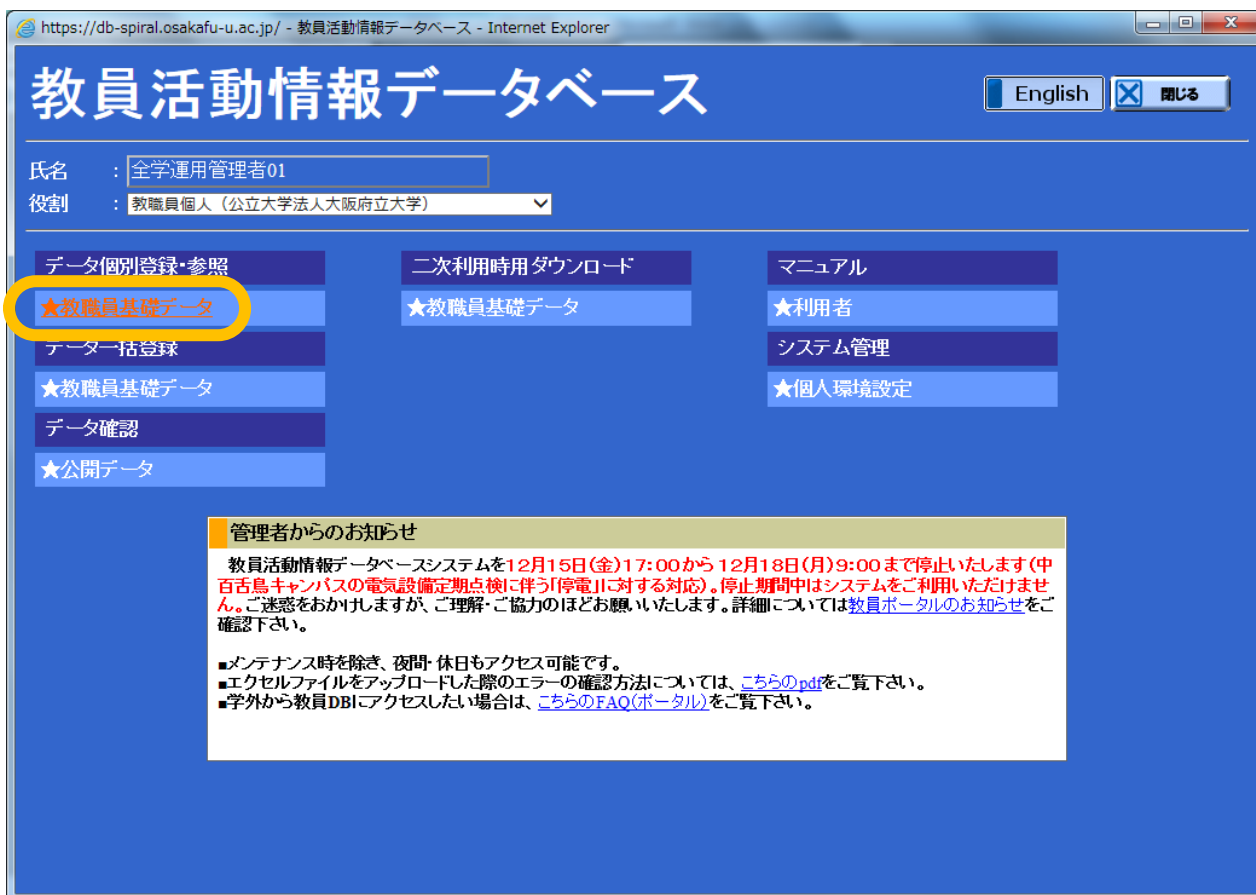 https://db-spiral.osakafu-u.ac.jp/ - 教員活動情報データベース - Internet Explorer
教員活動情報データベース
English
閉じる
氏名 : 全学運用管理者01
役割 : 教職員個人（公立大学法人大阪府立大学）
データ個別登録・参照 二次利用時用ダウンロード マニュアル
★教職員基礎データ ★教職員基礎データ ★利用者
データ一括登録 システム管理
★教職員基礎データ ★個人環境設定
データ確認
★公開データ
管理者からのお知らせ
教員活動情報データベースシステムを12月15日(金)17:00から12月18日(月)9:00まで停止いたします(中
百舌鳥キャンパスの電気設備定期点検に伴う「停電」に対する対応)。停止期間中はシステムをご利用いただけませ
ん。ご迷惑をおかけしますが、ご理解・ご協力のほどお願いいたします。詳細については教員ポータルのお知らせをご
確認下さい。
■メンテナンス時を除き、夜間・休日もアクセス可能です。
■エクセルファイルをアップロードした際のエラーの確認方法については、こちらのpdfをご覧下さい。
■学外から教員DBにアクセスしたい場合は、こちらのFAQ(ポータル)をご覧下さい。